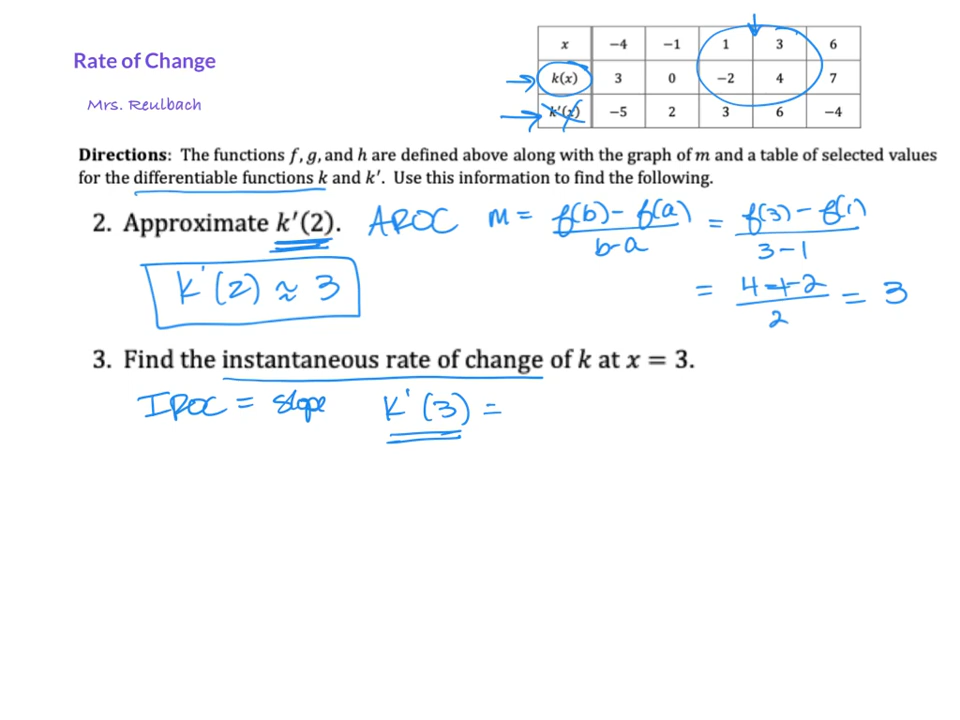 Rate of Change
Mrs. Reulbach
x −4 −1 1 3 6
k(x) 3 0 −2 4 7
k'(x) −5 2 3 6 −4
Directions: The functions f, g, and h are defined above along with the graph of m and a table of selected values
for the differentiable functions k and k'. Use this information to find the following.
2. Approximate k'(2). AROC m = f(b) - f(a) / b-a = f(3) - f(1) / 3-1
k'(2) ≈ 3
= 4 - -2 / 2 = 3
3. Find the instantaneous rate of change of k at x = 3.
IROC = slope k'(3) =